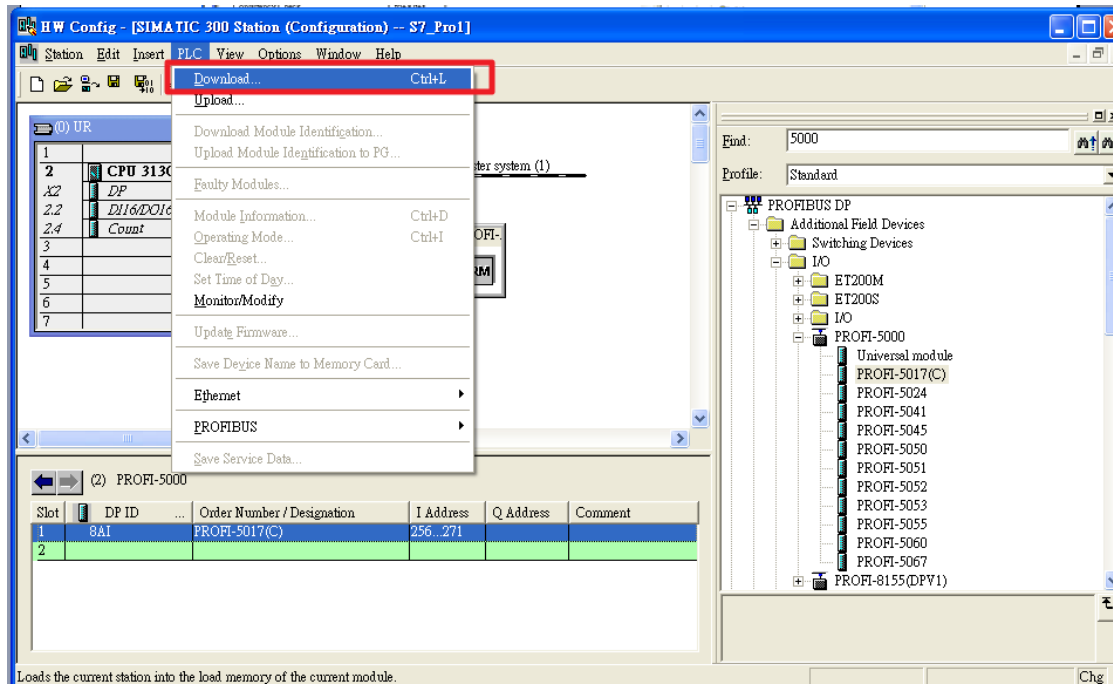 HW Config - [SIMATIC 300 Station (Configuration) -- S7_Pro1]
Station Edit Insert PLC View Options Window Help
Download... Ctrl+L
Upload...
Download Module Identification...
Upload Module Identification to PG...
Faulty Modules...
Module Information... Ctrl+D
Operating Mode... Ctrl+I
Clear/Reset...
Set Time of Day...
Monitor/Modify
Update Firmware...
Save Device Name to Memory Card...
Ethernet
PROFIBUS
Save Service Data...
(0) UR
1
2 CPU 313C
X2 DP
2.2 DI16/DO16
2.4 Count
3
4
5
6
7
ster system (1)
OFI-.
RM
Find: 5000
Profile: Standard
PROFIBUS DP
Additional Field Devices
Switching Devices
I/O
ET200M
ET200S
I/O
PROFI-5000
Universal module
PROFI-5017(C)
PROFI-5024
PROFI-5041
PROFI-5045
PROFI-5050
PROFI-5051
PROFI-5052
PROFI-5053
PROFI-5055
PROFI-5060
PROFI-5067
PROFI-8155(DPV1)
(2) PROFI-5000
Slot DP ID ... Order Number / Designation I Address Q Address Comment
1 8AI PROFI-5017(C) 256...271
2
Loads the current station into the load memory of the current module.
Chg